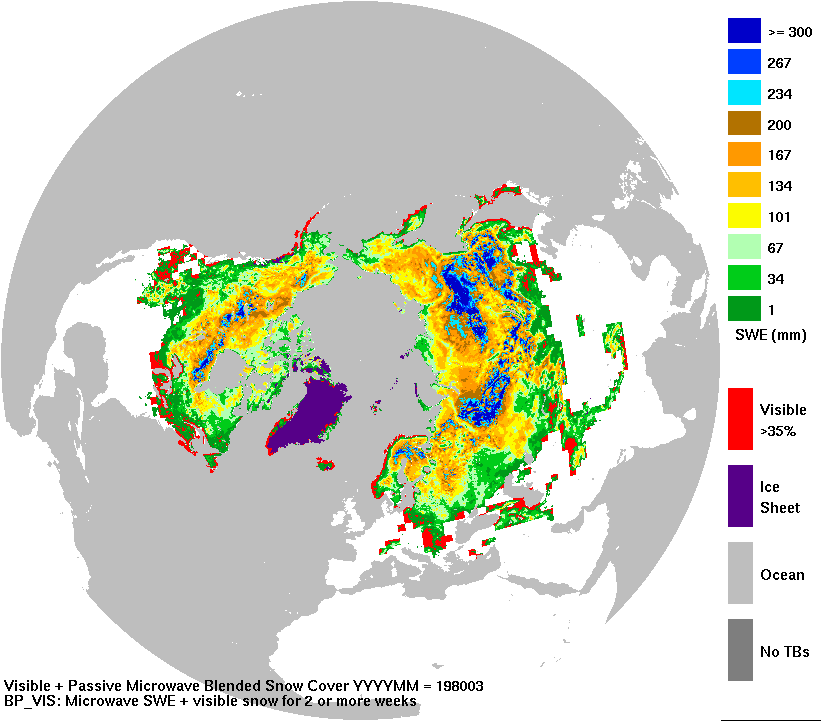 >= 300
267
234
200
167
134
101
67
34
1
SWE (mm)
Visible
>35%
Ice
Sheet
Ocean
No TBs
Visible + Passive Microwave Blended Snow Cover YYYYMM = 198003
BP_VIS: Microwave SWE + visible snow for 2 or more weeks